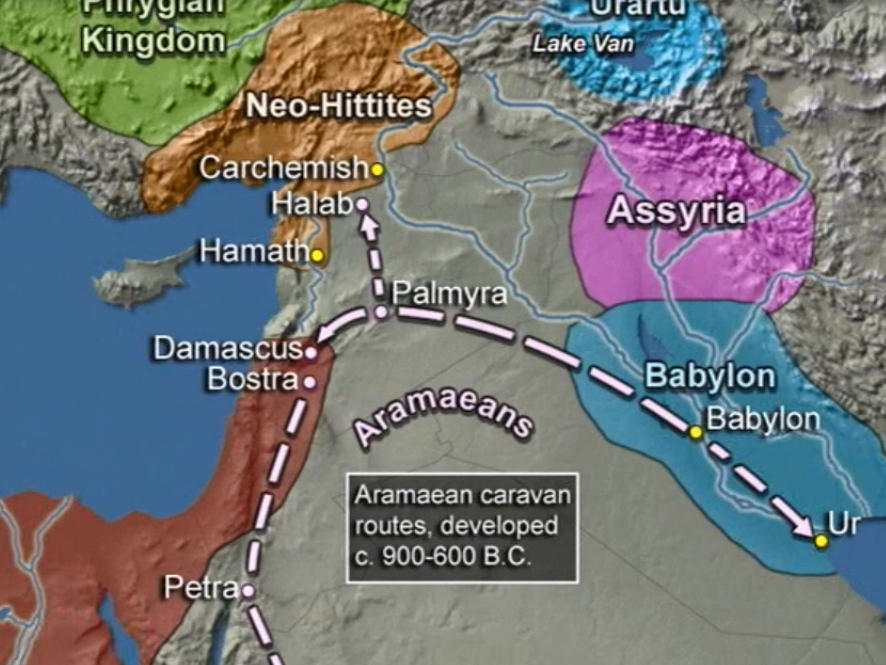 Phrygian
Kingdom
Urartu
Lake Van
Neo-Hittites
Carchemish
Halab
Assyria
Hamath
Palmyra
Damascus
Bostra
Babylon
Babylon
Aramaeans
Aramaean caravan
routes, developed
c. 900-600 B.C.
Ur
Petra